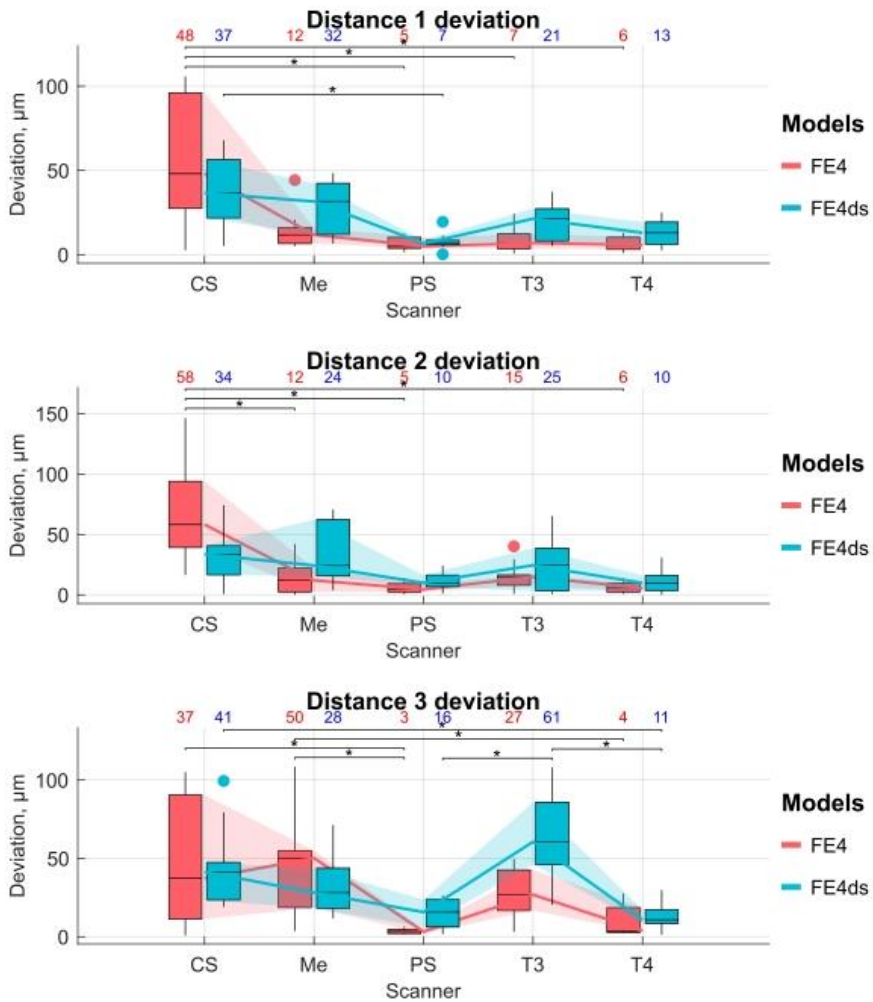 Distance 1 deviation
48 37 12 32 5 7 7 21 6 13
*
*
*
*
100
50
0
Deviation, µm
CS Me PS T3 T4
Scanner
Models
FE4
FE4ds
Distance 2 deviation
58 34 12 24 5 10 15 25 6 10
*
*
*
150
100
50
0
Deviation, µm
CS Me PS T3 T4
Scanner
Models
FE4
FE4ds
Distance 3 deviation
37 41 50 28 3 16 27 61 4 11
*
*
*
* * *
100
50
0
Deviation, µm
CS Me PS T3 T4
Scanner
Models
FE4
FE4ds